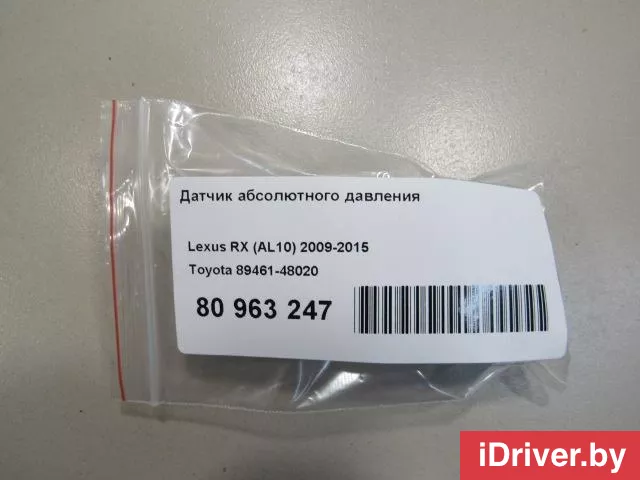 Датчик абсолютного давления
Lexus RX (AL10) 2009-2015
Toyota 89461-48020
80 963 247
iDriver.by